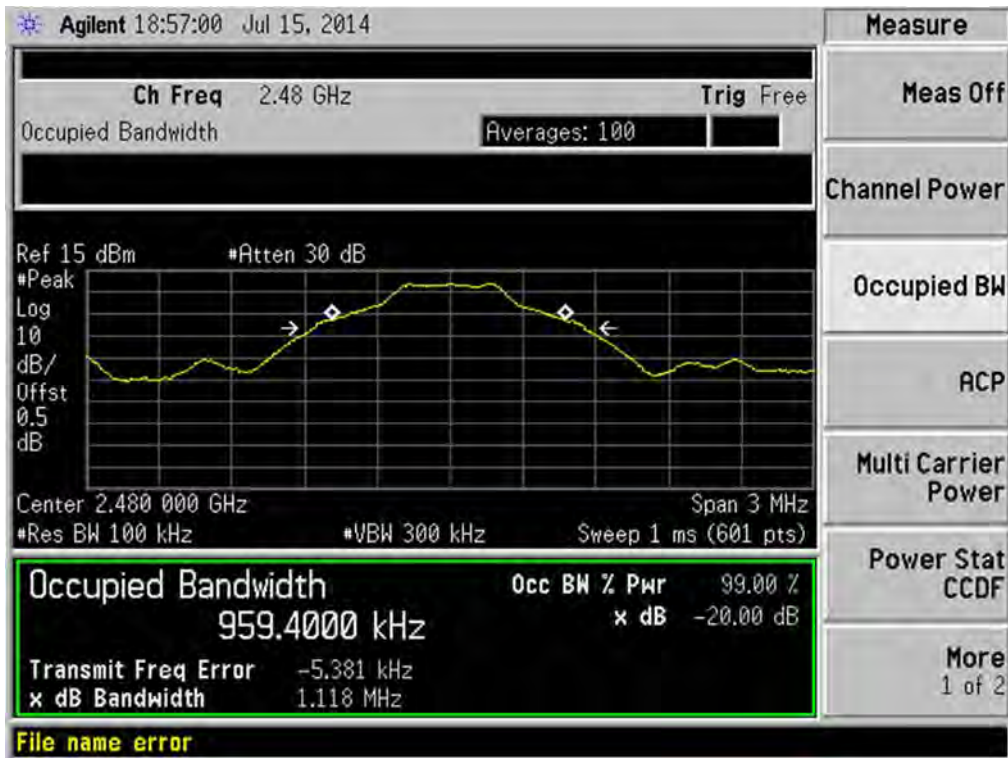 Agilent 18:57:00 Jul 15, 2014
Measure
Ch Freq 2.48 GHz
Trig Free
Occupied Bandwidth
Averages: 100
Meas Off
Channel Power
Occupied BW
ACP
Multi Carrier
Power
Power Stat
CCDF
More
1 of 2
Ref 15 dBm
#Atten 30 dB
#Peak
Log
10
dB/
Offst
0.5
dB
Center 2.480 000 GHz
Span 3 MHz
#Res BW 100 kHz
#VBW 300 kHz
Sweep 1 ms (601 pts)
Occupied Bandwidth
959.4000 kHz
Occ BW % Pwr 99.00 %
x dB -20.00 dB
Transmit Freq Error -5.381 kHz
x dB Bandwidth 1.118 MHz
File name error